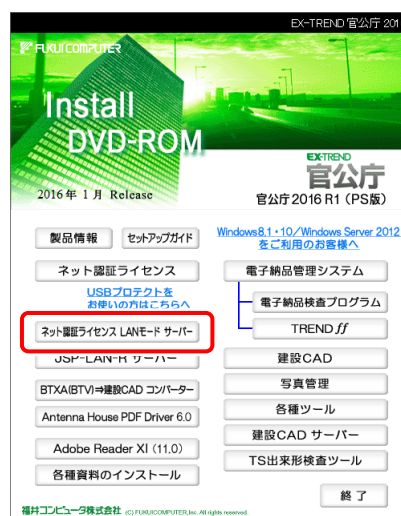 EX-TREND 官公庁 201
FUKUI COMPUTER
Install
DVD-ROM
2016年 1月 Release
EX-TREND
官公庁
官公庁2016 R1（PS版）
製品情報
セットアップガイド
Windows8.1・10／Windows Server 2012
をご利用のお客様へ
ネット認証ライセンス
USBプロテクトを
お使いの方はこちらへ
ネット認証ライセンス LANモード サーバー
JSP-LAN-R サーバー
BTXA(BTV)⇒建設CAD コンバーター
Antenna House PDF Driver 6.0
Adobe Reader XI (11.0)
各種資料のインストール
電子納品管理システム
電子納品検査プログラム
TREND ff
建設CAD
写真管理
各種ツール
建設CAD サーバー
TS出来形検査ツール
終 了
福井コンピュータ株式会社 (C) FUKUICOMPUTER, Inc. All rights reserved.